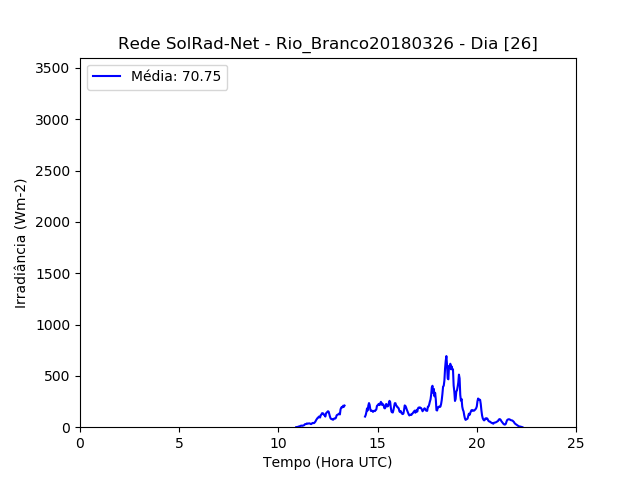 Rede SolRad-Net - Rio_Branco20180326 - Dia [26]
Média: 70.75
Irradiância (Wm-2)
3500
3000
2500
2000
1500
1000
500
0
0 5 10 15 20 25
Tempo (Hora UTC)